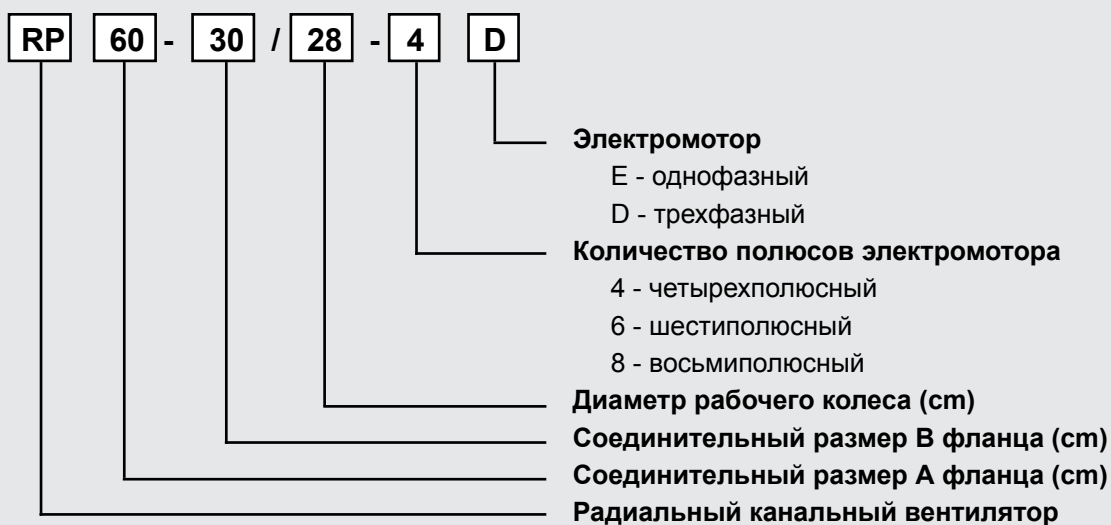 RP 60 - 30 / 28 - 4 D
Электромотор
E - однофазный
D - трехфазный
Количество полюсов электромотора
4 - четырехполюсный
6 - шестиполюсный
8 - восьмиполюсный
Диаметр рабочего колеса (cm)
Соединительный размер B фланца (cm)
Соединительный размер A фланца (cm)
Радиальный канальный вентилятор